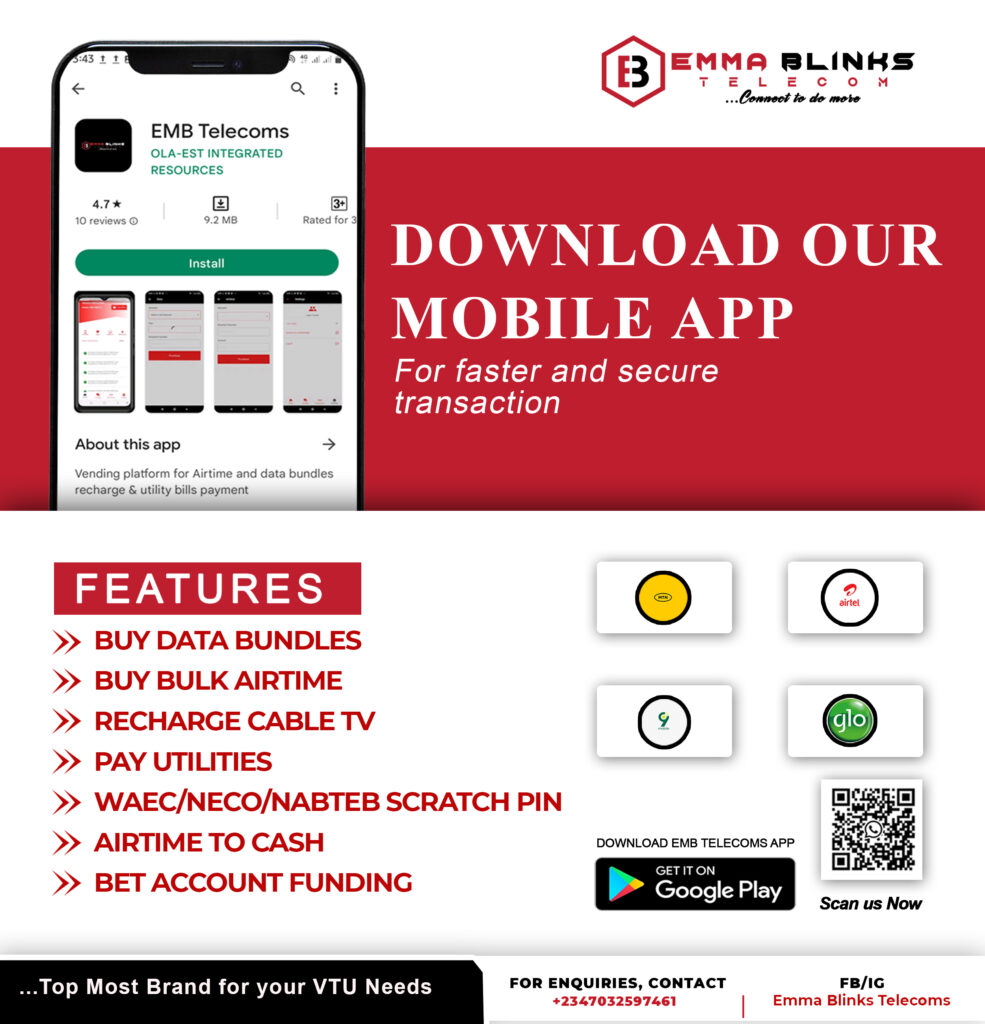 3:43
4G
EB
EMMA BLINKS
TELECOM
...Connect to do more
EMMA BLINKS
EMB Telecoms
OLA-EST INTEGRATED
RESOURCES
4.7★
10 reviews
9.2 MB
3+
Rated for 3
Install
About this app
Vending platform for Airtime and data bundles
recharge & utility bills payment
DOWNLOAD OUR
MOBILE APP
For faster and secure
transaction
FEATURES
BUY DATA BUNDLES
BUY BULK AIRTIME
RECHARGE CABLE TV
PAY UTILITIES
WAEC/NECO/NABTEB SCRATCH PIN
AIRTIME TO CASH
BET ACCOUNT FUNDING
MTN
airtel
glo
DOWNLOAD EMB TELECOMS APP
GET IT ON
Google Play
Scan us Now
...Top Most Brand for your VTU Needs
FOR ENQUIRIES, CONTACT
+2347032597461
FB/IG
Emma Blinks Telecoms